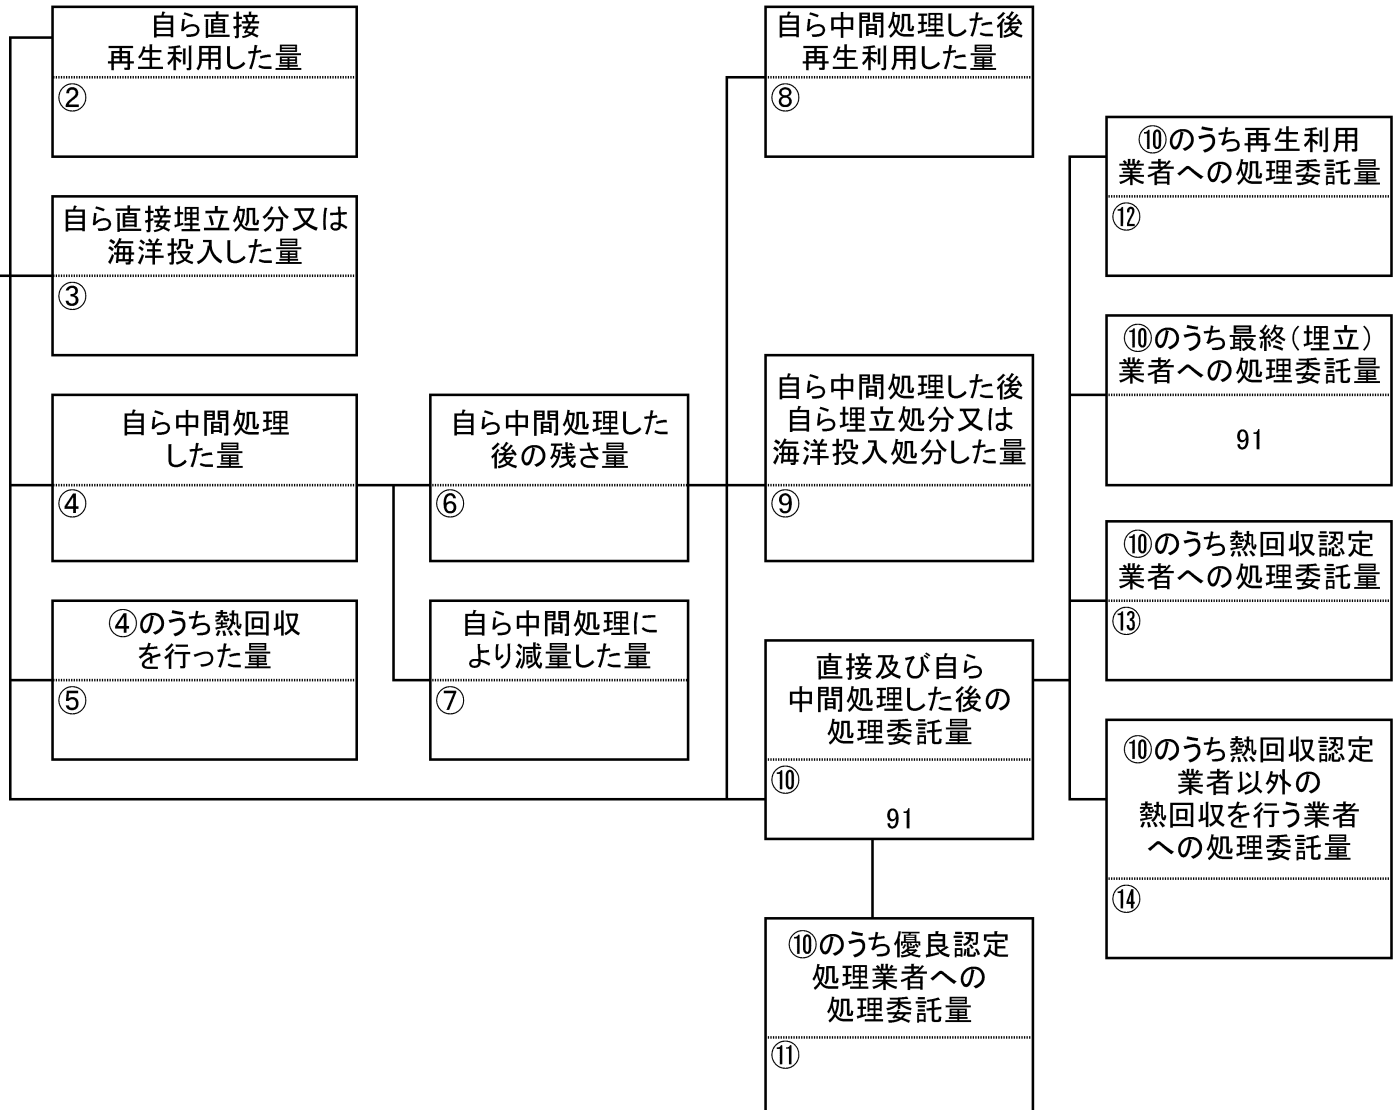 自ら直接
再生利用した量
②
自ら直接埋立処分又は
海洋投入した量
③
自ら中間処理
した量
④
④のうち熱回収
を行った量
⑤
自ら中間処理した
後の残さ量
⑥
自ら中間処理に
より減量した量
⑦
自ら中間処理した後
再生利用した量
⑧
自ら中間処理した後
自ら埋立処分又は
海洋投入処分した量
⑨
直接及び自ら
中間処理した後の
処理委託量
⑩
91
⑩のうち優良認定
処理業者への
処理委託量
⑪
⑩のうち再生利用
業者への処理委託量
⑫
⑩のうち最終(埋立)
業者への処理委託量
91
⑩のうち熱回収認定
業者への処理委託量
⑬
⑩のうち熱回収認定
業者以外の
熱回収を行う業者
への処理委託量
⑭